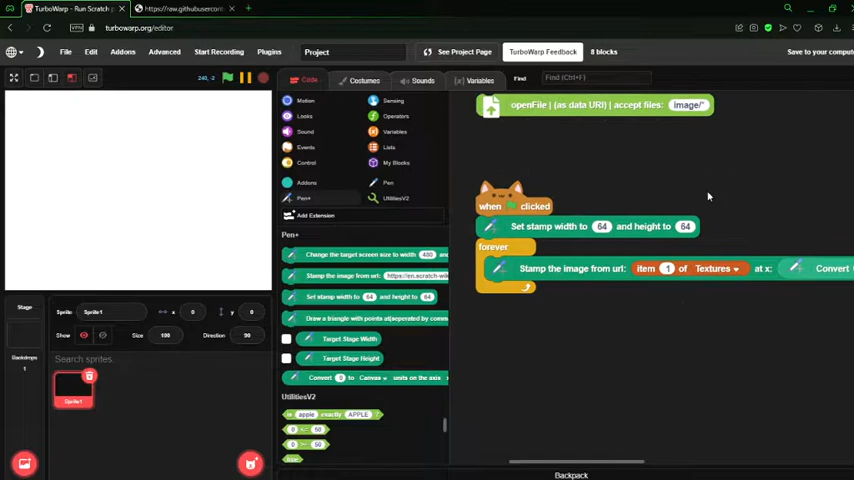 TurboWarp - Run Scratch p
https://raw.githubusercont
turbowarp.org/editor
VPN
File
Edit
Addons
Advanced
Start Recording
Plugins
Project
See Project Page
TurboWarp Feedback
8 blocks
Save to your compute
240, -2
Code
Costumes
Sounds
Variables
Find
Find (Ctrl+F)
Motion
Sensing
Looks
Operators
Sound
Variables
Events
Lists
Control
My Blocks
Addons
Pen
Pen+
UtilitiesV2
Add Extension
Pen+
Change the target screen size to width 480 and
Stamp the image from url: https://en.scratch-wiki
Set stamp width to 64 and height to 64
Draw a triangle with points at(seperated by comm
Target Stage Width
Target Stage Height
Convert 0 to Canvas units on the axis
UtilitiesV2
is apple exactly APPLE ?
0 <= 50
0 >= 50
true
openFile | (as data URI) | accept files: image/*
when clicked
Set stamp width to 64 and height to 64
forever
Stamp the image from url: item 1 of Textures at x: Convert
Backpack
Sprite: Sprite1
x 0
y 0
Show
Size 100
Direction 90
Search sprites...
Sprite1
Stage
Backdrops
1